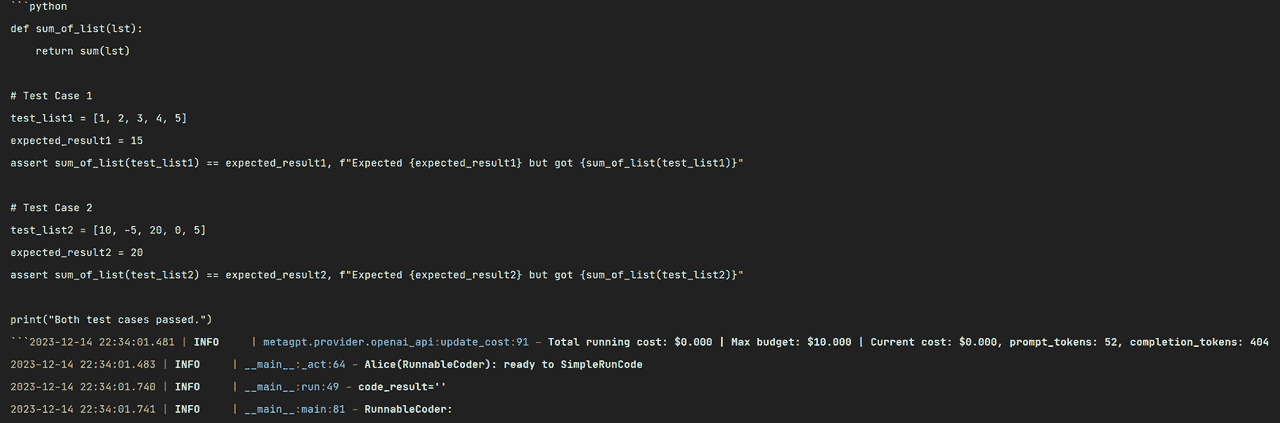 ```python
def sum_of_list(lst):
    return sum(lst)
# Test Case 1
test_list1 = [1, 2, 3, 4, 5]
expected_result1 = 15
assert sum_of_list(test_list1) == expected_result1, f"Expected {expected_result1} but got {sum_of_list(test_list1)}"
# Test Case 2
test_list2 = [10, -5, 20, 0, 5]
expected_result2 = 20
assert sum_of_list(test_list2) == expected_result2, f"Expected {expected_result2} but got {sum_of_list(test_list2)}"
print("Both test cases passed.")
```2023-12-14 22:34:01.481 | INFO     | metagpt.provider.openai_api:update_cost:91 - Total running cost: $0.000 | Max budget: $10.000 | Current cost: $0.000, prompt_tokens: 52, completion_tokens: 404
2023-12-14 22:34:01.483 | INFO     | __main__:_act:64 - Alice(RunnableCoder): ready to SimpleRunCode
2023-12-14 22:34:01.740 | INFO     | __main__:run:49 - code_result=''
2023-12-14 22:34:01.741 | INFO     | __main__:main:81 - RunnableCoder: